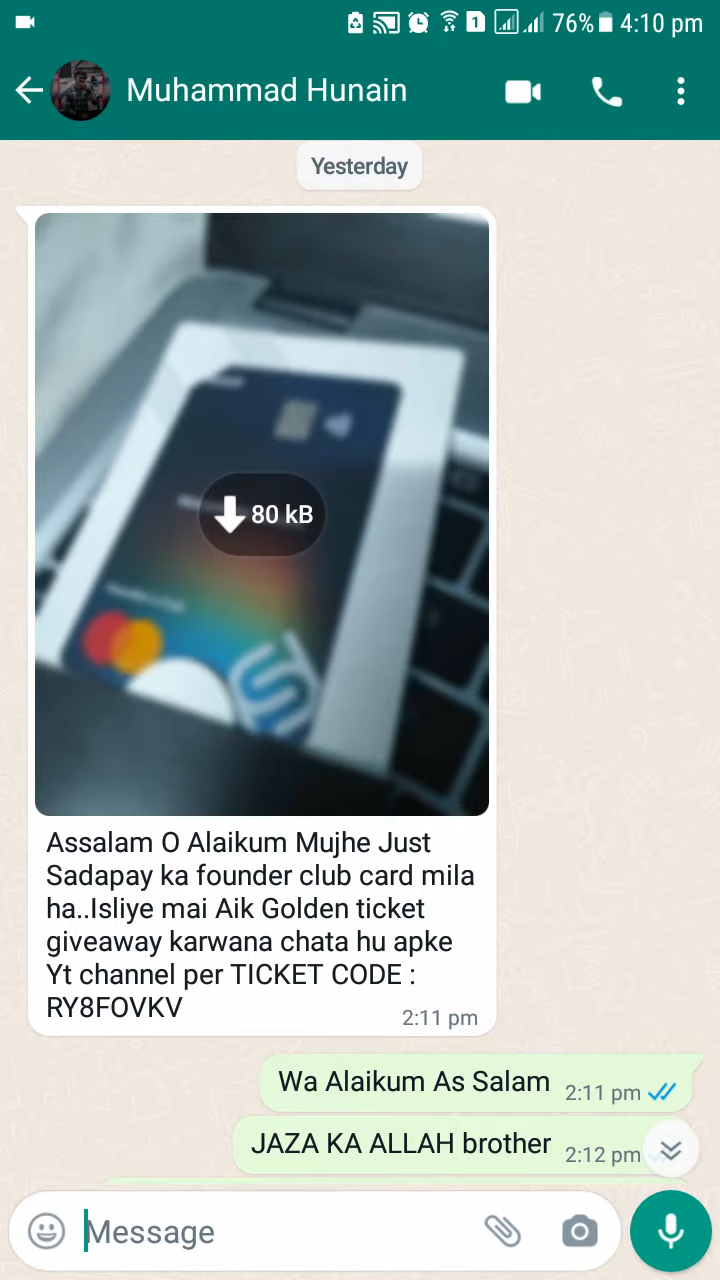 1 76% 4:10 pm
Muhammad Hunain
Yesterday
80 kB
Assalam O Alaikum Mujhe Just
Sadapay ka founder club card mila
ha..Isliye mai Aik Golden ticket
giveaway karwana chata hu apke
Yt channel per TICKET CODE :
RY8FOVKV
2:11 pm
Wa Alaikum As Salam 2:11 pm
JAZA KA ALLAH brother 2:12 pm
Message